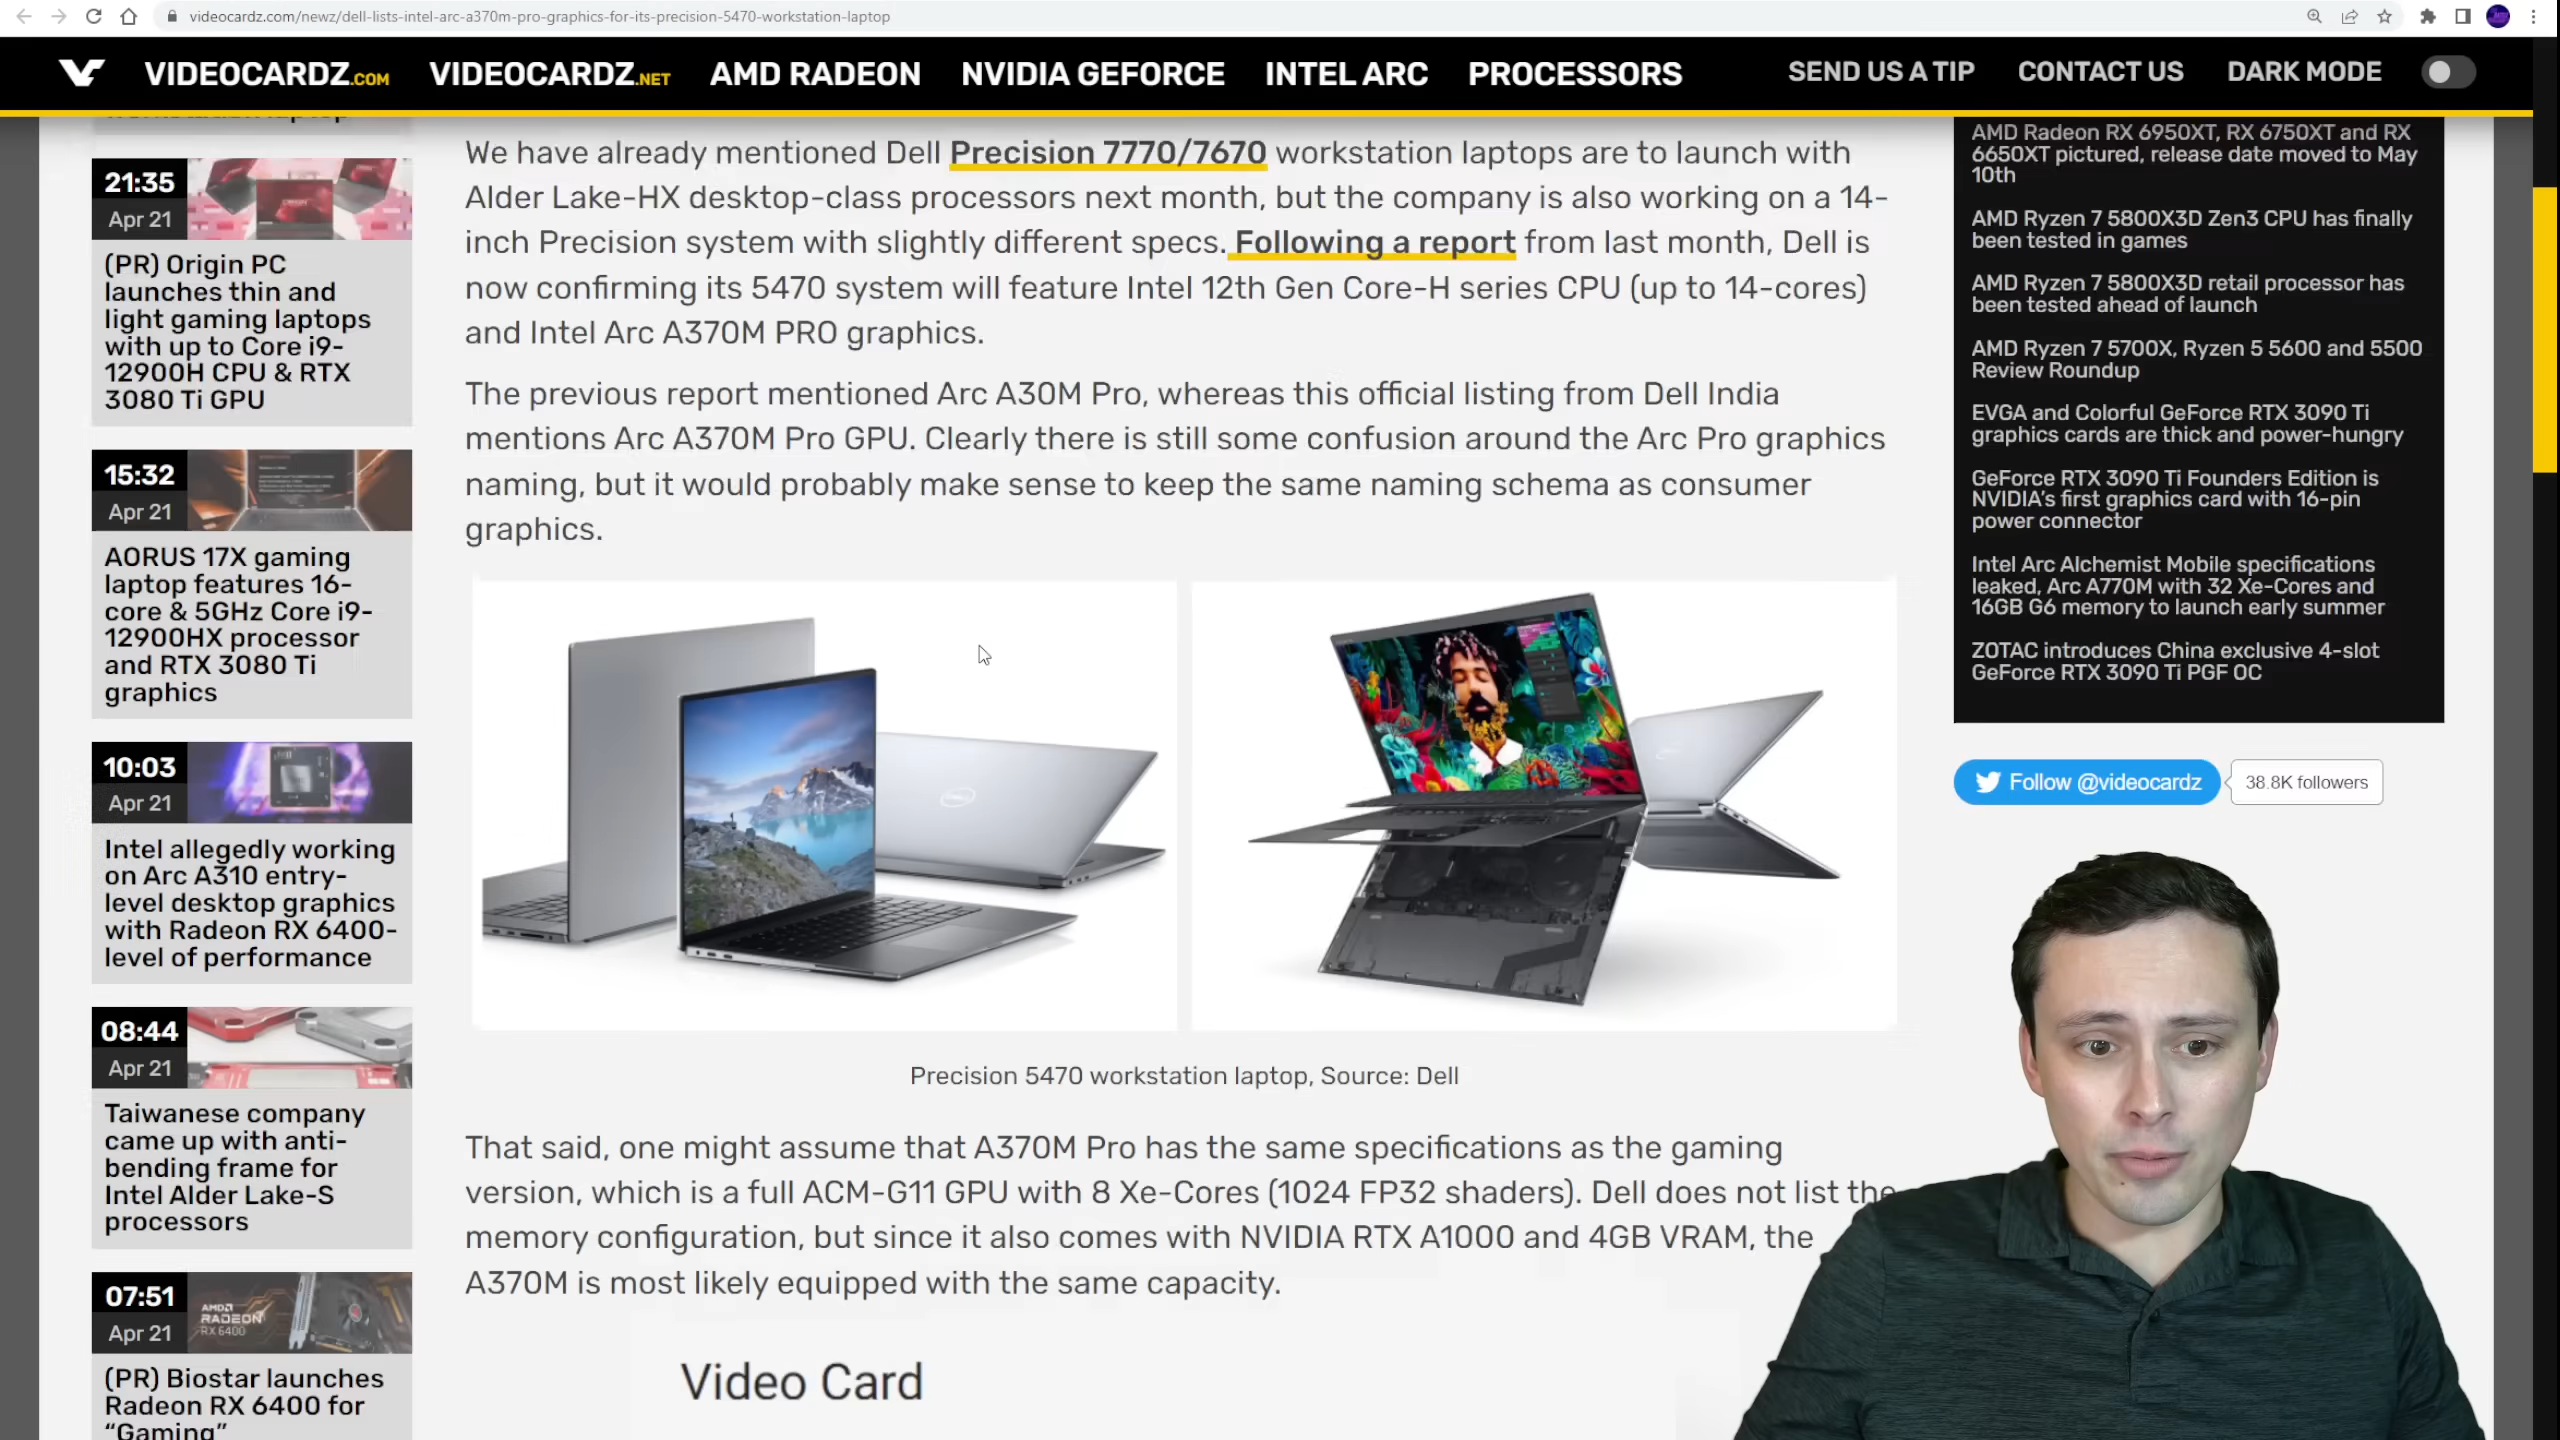 videocardz.com/newz/dell-lists-intel-arc-a370m-pro-graphics-for-its-precision-5470-workstation-laptop
VIDEOCARDZ.COM VIDEOCARDZ.NET AMD RADEON NVIDIA GEFORCE INTEL ARC PROCESSORS SEND US A TIP CONTACT US DARK MODE
21:35
Apr 21
(PR) Origin PC
launches thin and
light gaming laptops
with up to Core i9-
12900H CPU & RTX
3080 Ti GPU
15:32
Apr 21
AORUS 17X gaming
laptop features 16-
core & 5GHz Core i9-
12900HX processor
and RTX 3080 Ti
graphics
10:03
Apr 21
Intel allegedly working
on Arc A310 entry-
level desktop graphics
with Radeon RX 6400-
level of performance
08:44
Apr 21
Taiwanese company
came up with anti-
bending frame for
Intel Alder Lake-S
processors
07:51
Apr 21
AMD
RADEON
RX 6400
(PR) Biostar launches
Radeon RX 6400 for
“Gaming”
We have already mentioned Dell Precision 7770/7670 workstation laptops are to launch with
Alder Lake-HX desktop-class processors next month, but the company is also working on a 14-
inch Precision system with slightly different specs. Following a report from last month, Dell is
now confirming its 5470 system will feature Intel 12th Gen Core-H series CPU (up to 14-cores)
and Intel Arc A370M PRO graphics.
The previous report mentioned Arc A30M Pro, whereas this official listing from Dell India
mentions Arc A370M Pro GPU. Clearly there is still some confusion around the Arc Pro graphics
naming, but it would probably make sense to keep the same naming schema as consumer
graphics.
Precision 5470 workstation laptop, Source: Dell
That said, one might assume that A370M Pro has the same specifications as the gaming
version, which is a full ACM-G11 GPU with 8 Xe-Cores (1024 FP32 shaders). Dell does not list the
memory configuration, but since it also comes with NVIDIA RTX A1000 and 4GB VRAM, the
A370M is most likely equipped with the same capacity.
Video Card
AMD Radeon RX 6950XT, RX 6750XT and RX
6650XT pictured, release date moved to May
10th
AMD Ryzen 7 5800X3D Zen3 CPU has finally
been tested in games
AMD Ryzen 7 5800X3D retail processor has
been tested ahead of launch
AMD Ryzen 7 5700X, Ryzen 5 5600 and 5500
Review Roundup
EVGA and Colorful GeForce RTX 3090 Ti
graphics cards are thick and power-hungry
GeForce RTX 3090 Ti Founders Edition is
NVIDIA’s first graphics card with 16-pin
power connector
Intel Arc Alchemist Mobile specifications
leaked, Arc A770M with 32 Xe-Cores and
16GB G6 memory to launch early summer
ZOTAC introduces China exclusive 4-slot
GeForce RTX 3090 Ti PGF OC
Follow @videocardz
38.8K followers